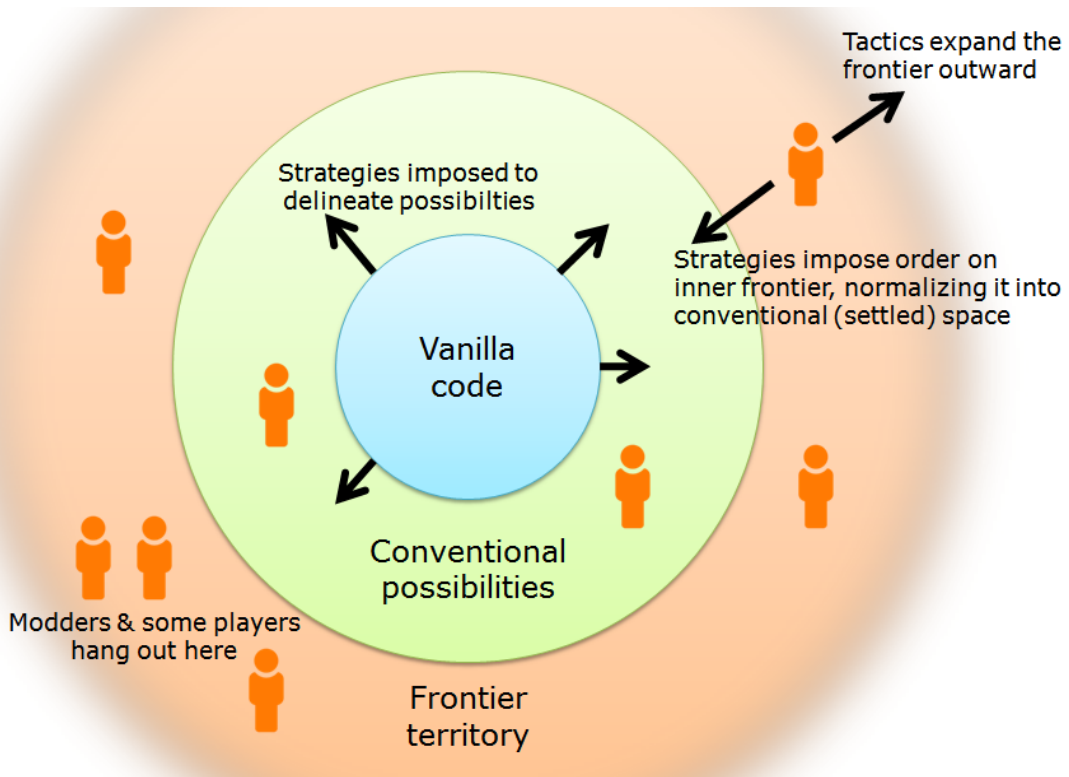 Tactics expand the
frontier outward
Strategies imposed to
delineate possibilties
Strategies impose order on
inner frontier, normalizing it into
conventional (settled) space
Vanilla
code
Conventional
possibilities
Modders & some players
hang out here
Frontier
territory